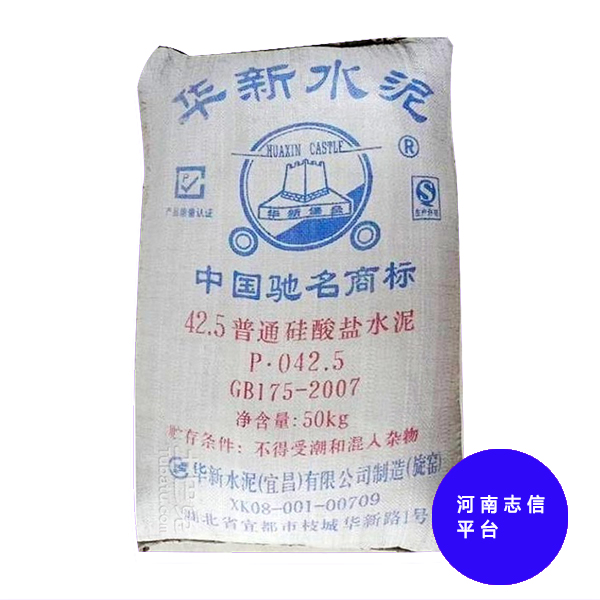 华新水泥
HUAXIN CASTLE
®
华新堡垒
产品质量认证
生产许可
中国驰名商标
42.5普通硅酸盐水泥
P·O42.5
GB175-2007
净含量:50kg
贮存条件:不得受潮和混入杂物
华新水泥(宜昌)有限公司制造(旋窑)
XK08-001-00709
湖北省宜都市枝城华新路1号
河南志信
平台